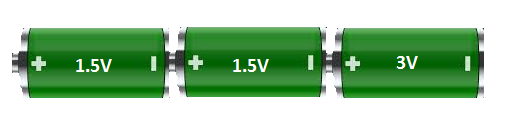 + 1.5V - + 1.5V - + 3V -